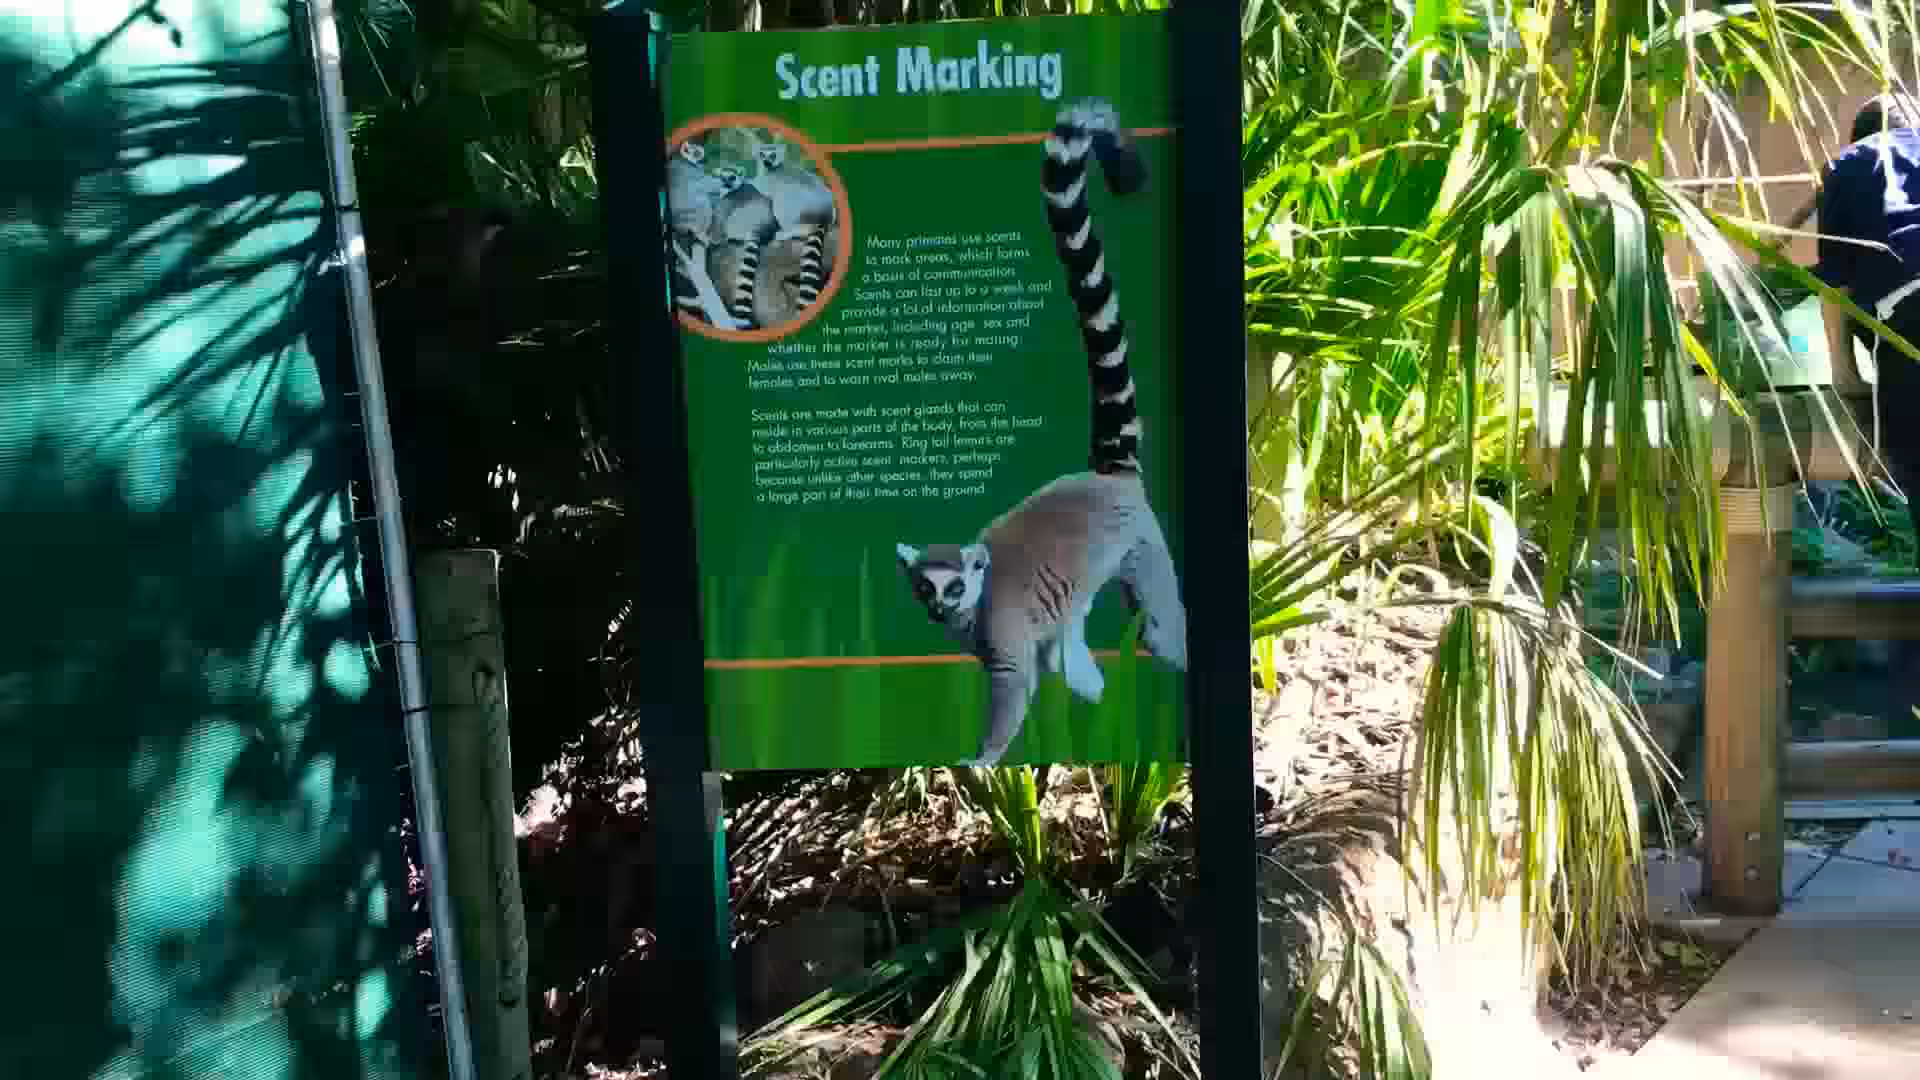 Scent Marking
Many primates use scents
to mark areas, which forms
a basis of communication.
Scents can last up to a week and
provide a lot of information about
the marker, including age, sex and
whether the marker is ready for mating.
Males use these scent marks to claim their
females and to warn rival males away.
Scents are made with scent glands that can
reside in various parts of the body, from the head
to abdomen to forearms. Ring tail lemurs are
particularly active scent markers, perhaps
because unlike other species, they spend
a large part of their time on the ground.